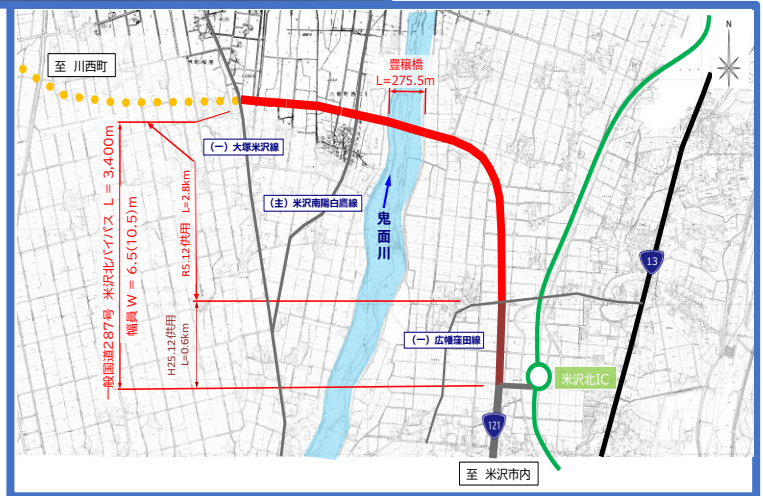 至 川西町
豊穣橋
L=275.5m
N
(一) 大塚米沢線
(主) 米沢南陽白鷹線
鬼面川
一般国道287号 米沢北バイパス L = 3,400m
幅員 W = 6.5(10.5)m
R5.12供用 L=2.8km
H25.12供用
L=0.6km
13
(一) 広幡窪田線
米沢北IC
121
至 米沢市内